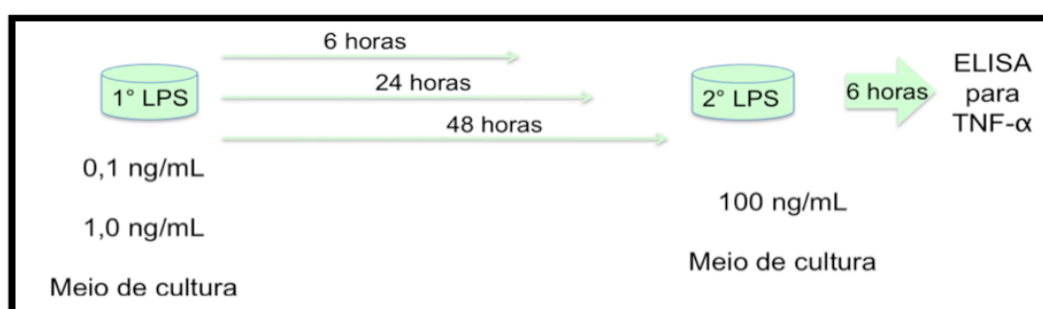 6 horas
1° LPS
24 horas
48 horas
2° LPS
6 horas
ELISA
para
TNF-α
0,1 ng/mL
1,0 ng/mL
Meio de cultura
100 ng/mL
Meio de cultura